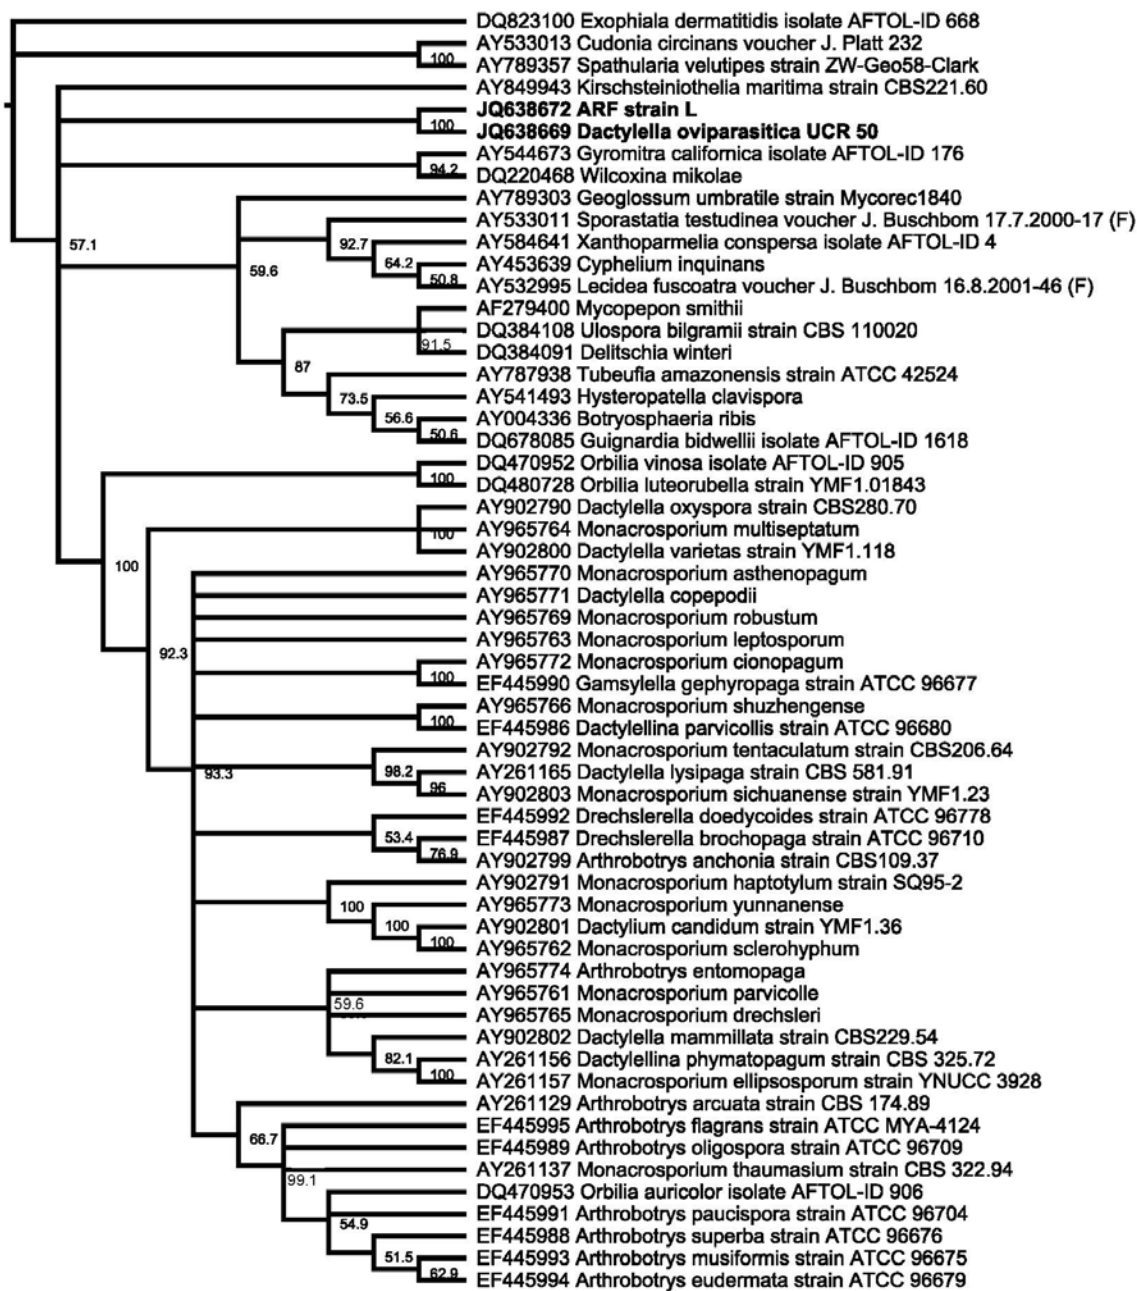 DQ823100 Exophiala dermatitidis isolate AFTOL-ID 668
AY533013 Cudonia circinans voucher J. Platt 232
100
AY789357 Spathularia velutipes strain ZW-Geo58-Clark
AY849943 Kirschsteiniothelia maritima strain CBS221.60
JQ638672 ARF strain L
100
JQ638669 Dactylella oviparasitica UCR 50
AY544673 Gyromitra californica isolate AFTOL-ID 176
94.2
DQ220468 Wilcoxina mikolae
AY789303 Geoglossum umbratile strain Mycorec1840
AY533011 Sporastatia testudinea voucher J. Buschbom 17.7.2000-17 (F)
57.1
92.7
AY584641 Xanthoparmelia conspersa isolate AFTOL-ID 4
59.6
64.2
AY453639 Cyphelium inquinans
50.8
AY532995 Lecidea fuscoatra voucher J. Buschbom 16.8.2001-46 (F)
AF279400 Mycopepon smithii
DQ384108 Ulospora bilgramii strain CBS 110020
91.5
DQ384091 Delitschia winteri
87
AY787938 Tubeufia amazonensis strain ATCC 42524
73.5
AY541493 Hysteropatella clavispora
56.6
AY004336 Botryosphaeria ribis
50.6
DQ678085 Guignardia bidwellii isolate AFTOL-ID 1618
DQ470952 Orbilia vinosa isolate AFTOL-ID 905
100
DQ480728 Orbilia luteorubella strain YMF1.01843
AY902790 Dactylella oxyspora strain CBS280.70
100
AY965764 Monacrosporium multiseptatum
AY902800 Dactylella varietas strain YMF1.118
100
AY965770 Monacrosporium asthenopagum
AY965771 Dactylella copepodii
AY965769 Monacrosporium robustum
AY965763 Monacrosporium leptosporum
92.3
AY965772 Monacrosporium cionopagum
100
EF445990 Gamsylella gephyropaga strain ATCC 96677
AY965766 Monacrosporium shuzhengense
100
EF445986 Dactylellina parvicollis strain ATCC 96680
AY902792 Monacrosporium tentaculatum strain CBS206.64
93.3
98.2
AY261165 Dactylella lysipaga strain CBS 581.91
96
AY902803 Monacrosporium sichuanense strain YMF1.23
EF445992 Drechslerella doedycoides strain ATCC 96778
53.4
EF445987 Drechslerella brochopaga strain ATCC 96710
76.9
AY902799 Arthrobotrys anchonia strain CBS109.37
AY902791 Monacrosporium haptotylum strain SQ95-2
100
AY965773 Monacrosporium yunnanense
100
AY902801 Dactylium candidum strain YMF1.36
100
AY965762 Monacrosporium sclerohyphum
AY965774 Arthrobotrys entomopaga
AY965761 Monacrosporium parvicolle
59.6
AY965765 Monacrosporium drechsleri
AY902802 Dactylella mammillata strain CBS229.54
82.1
AY261156 Dactylellina phymatopagum strain CBS 325.72
100
AY261157 Monacrosporium ellipsosporum strain YNUCC 3928
AY261129 Arthrobotrys arcuata strain CBS 174.89
EF445995 Arthrobotrys flagrans strain ATCC MYA-4124
66.7
EF445989 Arthrobotrys oligospora strain ATCC 96709
AY261137 Monacrosporium thaumasium strain CBS 322.94
99.1
DQ470953 Orbilia auricolor isolate AFTOL-ID 906
EF445991 Arthrobotrys paucispora strain ATCC 96704
54.9
EF445988 Arthrobotrys superba strain ATCC 96676
51.5
EF445993 Arthrobotrys musiformis strain ATCC 96675
62.9
EF445994 Arthrobotrys eudermata strain ATCC 96679